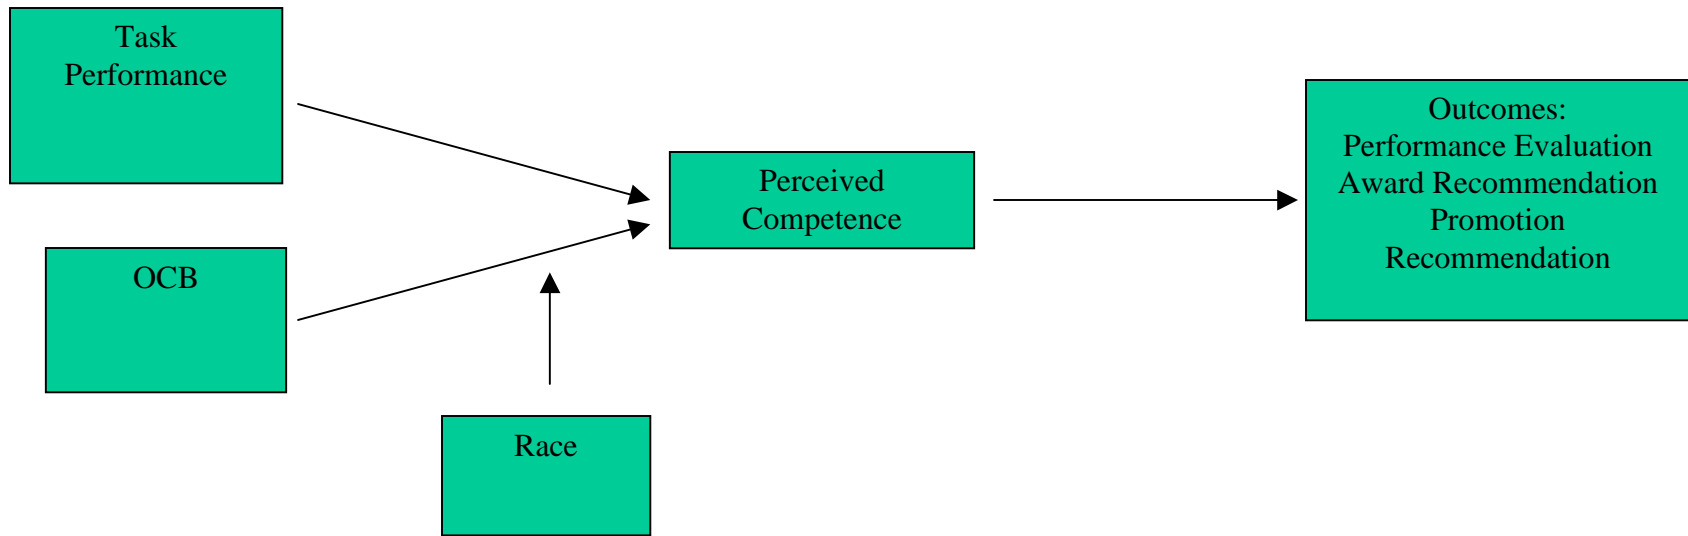 Task
Performance
OCB
Race
Perceived
Competence
Outcomes:
Performance Evaluation
Award Recommendation
Promotion
Recommendation